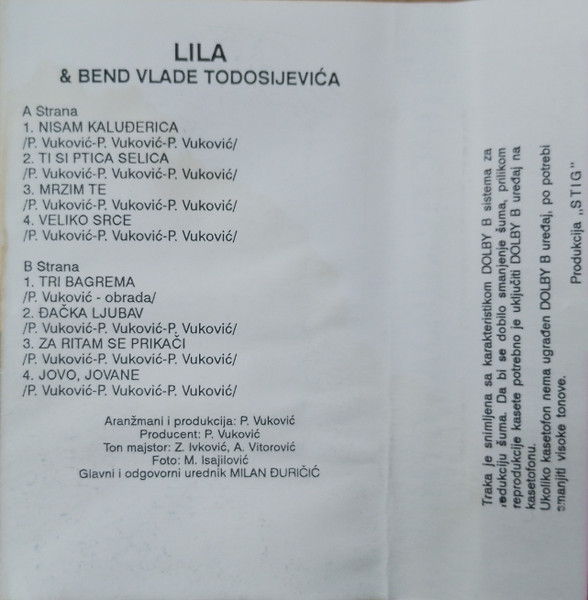 LILA
& BEND VLADE TODOSIJEVIĆA
A Strana
1. NISAM KALUĐERICA
/P. Vuković-P. Vuković-P. Vuković/
2. TI SI PTICA SELICA
/P. Vuković-P. Vuković-P. Vuković/
3. MRZIM TE
/P. Vuković-P. Vuković-P. Vuković/
4. VELIKO SRCE
/P. Vuković-P. Vuković-P. Vuković/
B Strana
1. TRI BAGREMA
/P. Vuković - obrada/
2. ĐAČKA LJUBAV
/P. Vuković-P. Vuković-P. Vuković/
3. ZA RITAM SE PRIKAČI
/P. Vuković-P. Vuković-P. Vuković/
4. JOVO, JOVANE
/P. Vuković-P. Vuković-P. Vuković/
Aranžmani i produkcija: P. Vuković
Producent: P. Vuković
Ton majstor: Z. Ivković, A. Vitorović
Foto: M. Isajilović
Glavni i odgovorni urednik MILAN ĐURIČIĆ
Traka je snimljena sa karakteristikom DOLBY B sistema za
redukciju šuma. Da bi se dobilo smanjenje šuma, prilikom
reprodukcije kasete potrebno je uključiti DOLBY B uređaj na
kasetofonu.
Ukoliko kasetofon nema ugrađen DOLBY B uređaj, po potrebi
smanjiti visoke tonove.
Produkcija „STIG"